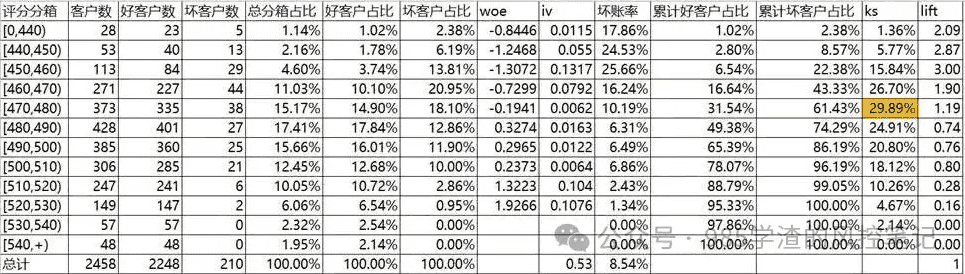 评分分箱 客户数 好客户数 坏客户数 总分箱占比 好客户占比 坏客户占比 woe iv 坏账率 累计好客户占比 累计坏客户占比 ks lift
[0,440) 28 23 5 1.14% 1.02% 2.38% -0.8446 0.0115 17.86% 1.02% 2.38% 1.36% 2.09
[440,450) 53 40 13 2.16% 1.78% 6.19% -1.2468 0.055 24.53% 2.80% 8.57% 5.77% 2.87
[450,460) 113 84 29 4.60% 3.74% 13.81% -1.3072 0.1317 25.66% 6.54% 22.38% 15.84% 3.00
[460,470) 271 227 44 11.03% 10.10% 20.95% -0.7299 0.0792 16.24% 16.64% 43.33% 26.70% 1.90
[470,480) 373 335 38 15.17% 14.90% 18.10% -0.1941 0.0062 10.19% 31.54% 61.43% 29.89% 1.19
[480,490) 428 401 27 17.41% 17.84% 12.86% 0.3274 0.0163 6.31% 49.38% 74.29% 24.91% 0.74
[490,500) 385 360 25 15.66% 16.01% 11.90% 0.2965 0.0122 6.49% 65.39% 86.19% 20.80% 0.76
[500,510) 306 285 21 12.45% 12.68% 10.00% 0.2373 0.0064 6.86% 78.07% 96.19% 18.12% 0.80
[510,520) 247 241 6 10.05% 10.72% 2.86% 1.3223 0.104 2.43% 88.79% 99.05% 10.26% 0.28
[520,530) 149 147 2 6.06% 6.54% 0.95% 1.9266 0.1076 1.34% 95.33% 100.00% 4.67% 0.16
[530,540) 57 57 0 2.32% 2.54% 0.00% 0.00% 97.86% 100.00% 2.14% 0.00
[540,+) 48 48 0 1.95% 2.14% 0.00% 0.00% 100.00% 100.00% 0.00% 0.00
总计 2458 2248 210 100.00% 100.00% 100.00% 0.53 8.54% 1
公众号 · 985学渣的风控笔记